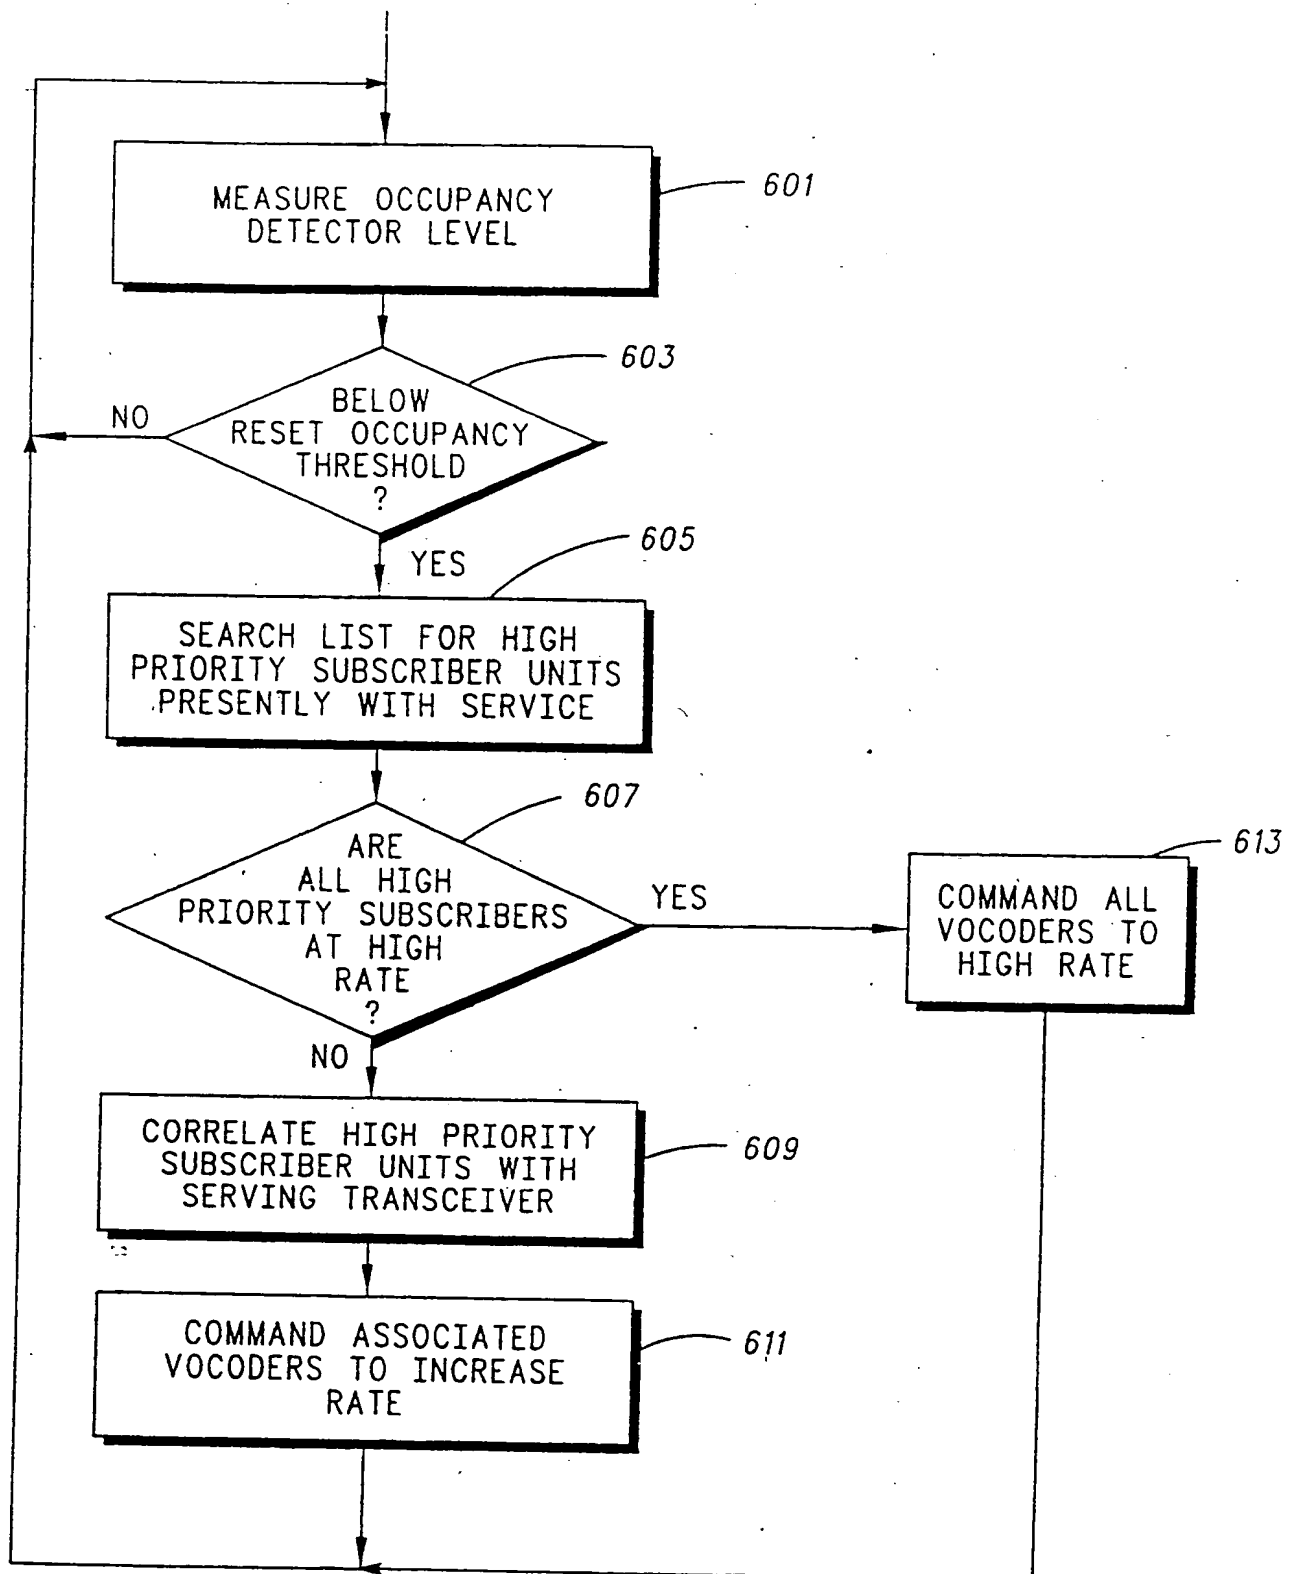 MEASURE OCCUPANCY
DETECTOR LEVEL
601
BELOW
RESET OCCUPANCY
THRESHOLD
?
603
NO
YES
605
SEARCH LIST FOR HIGH
PRIORITY SUBSCRIBER UNITS
PRESENTLY WITH SERVICE
607
ARE
ALL HIGH
PRIORITY SUBSCRIBERS
AT HIGH
RATE
?
YES
613
COMMAND ALL
VOCODERS TO
HIGH RATE
NO
CORRELATE HIGH PRIORITY
SUBSCRIBER UNITS WITH
SERVING TRANSCEIVER
609
COMMAND ASSOCIATED
VOCODERS TO INCREASE
RATE
611